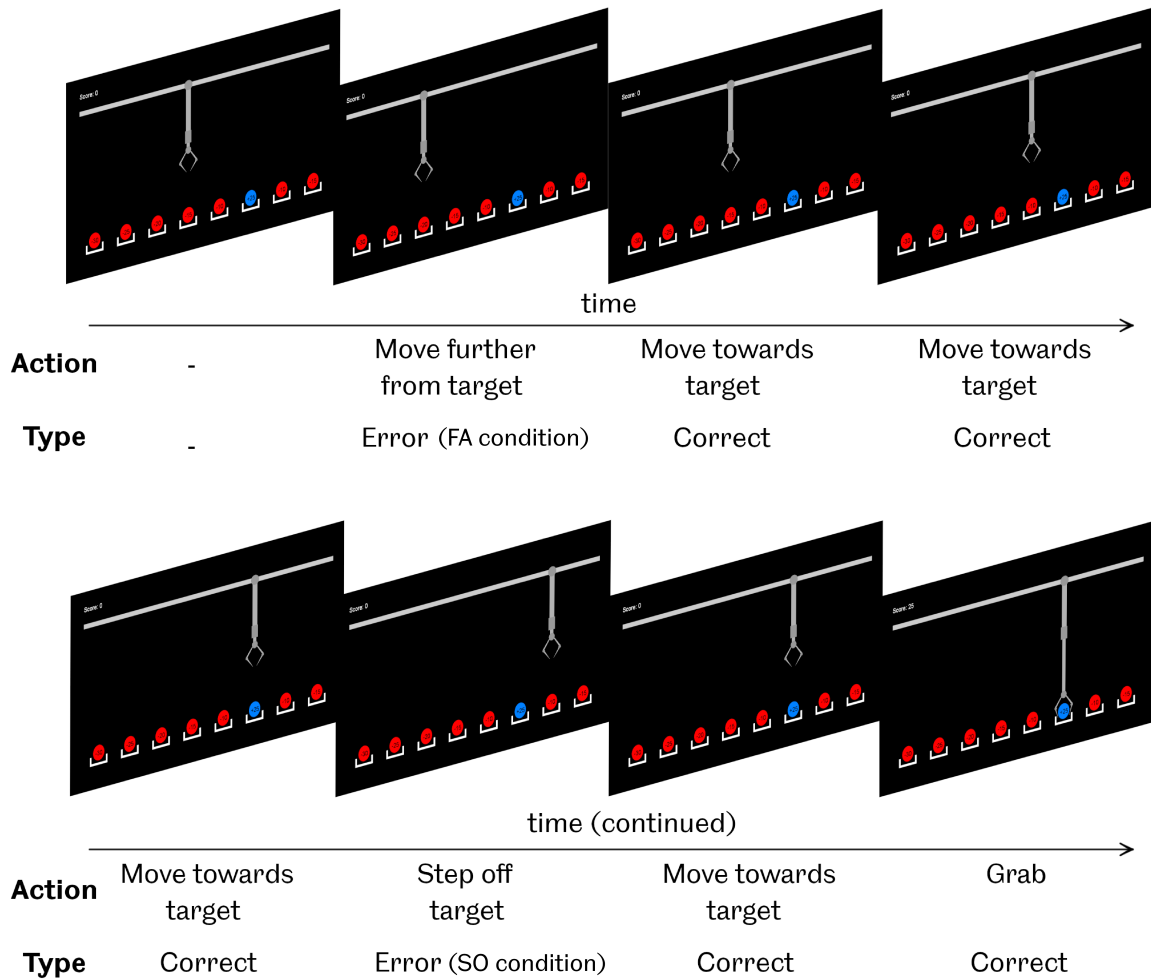 Score: 0
Score: 0
Score: 0
Score: 0
time
Action
-
Move further
from target
Move towards
target
Move towards
target
Type
-
Error (FA condition)
Correct
Correct
Score: 0
Score: 0
Score: 0
Score: 25
time (continued)
Action
Move towards
target
Step off
target
Move towards
target
Grab
Type
Correct
Error (SO condition)
Correct
Correct